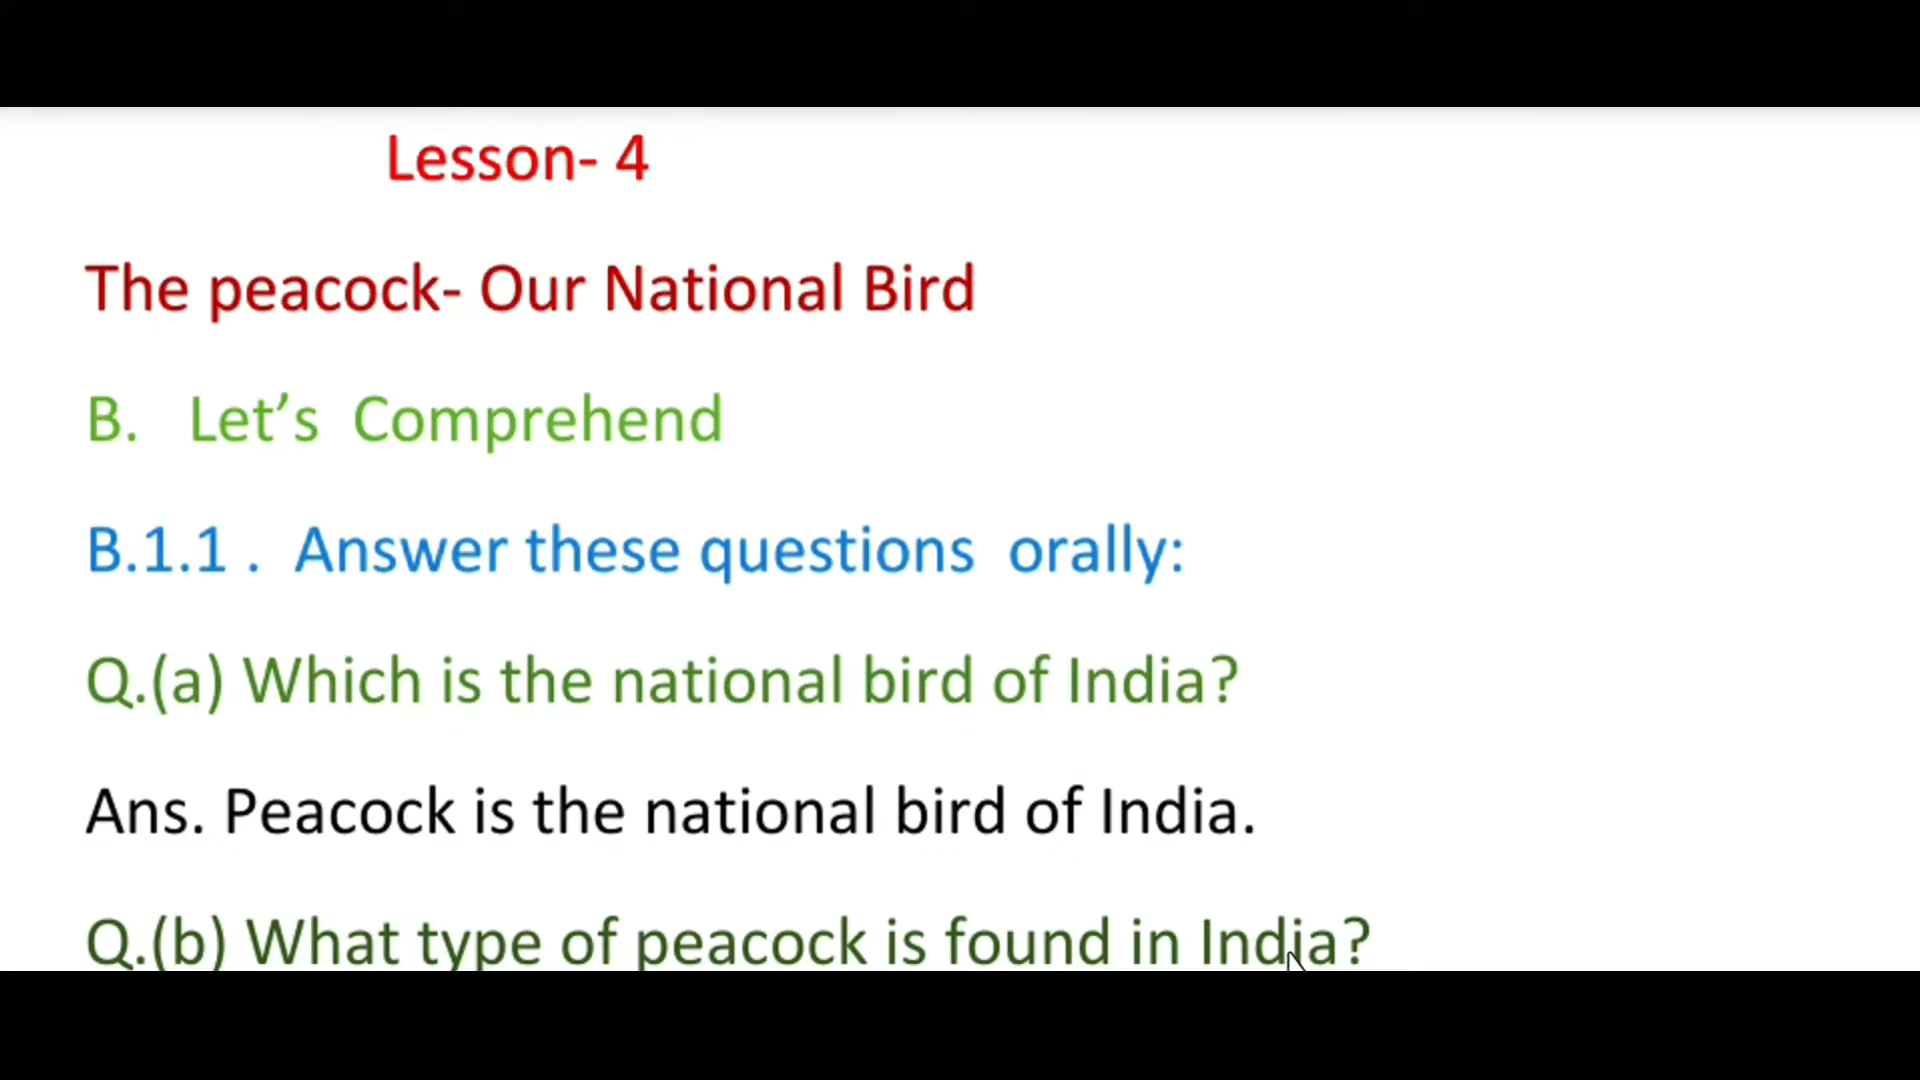 Lesson- 4
The peacock- Our National Bird
B. Let’s Comprehend
B.1.1 . Answer these questions orally:
Q.(a) Which is the national bird of India?
Ans. Peacock is the national bird of India.
Q.(b) What type of peacock is found in India?